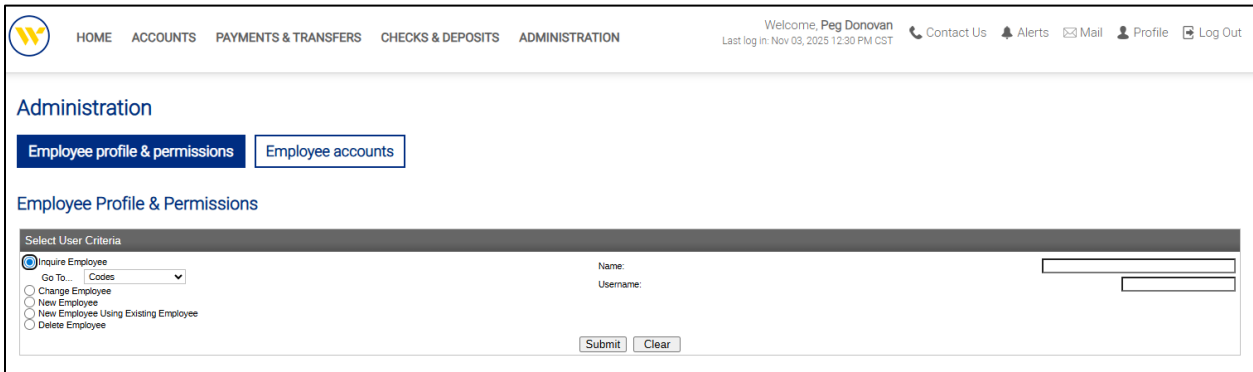 W
HOME ACCOUNTS PAYMENTS & TRANSFERS CHECKS & DEPOSITS ADMINISTRATION
Welcome, Peg Donovan
Last log in: Nov 03, 2025 12:30 PM CST
Contact Us Alerts Mail Profile Log Out
Administration
Employee profile & permissions Employee accounts
Employee Profile & Permissions
Select User Criteria
Inquire Employee
Go To... Codes
Change Employee
New Employee
New Employee Using Existing Employee
Delete Employee
Name:
Username:
Submit Clear